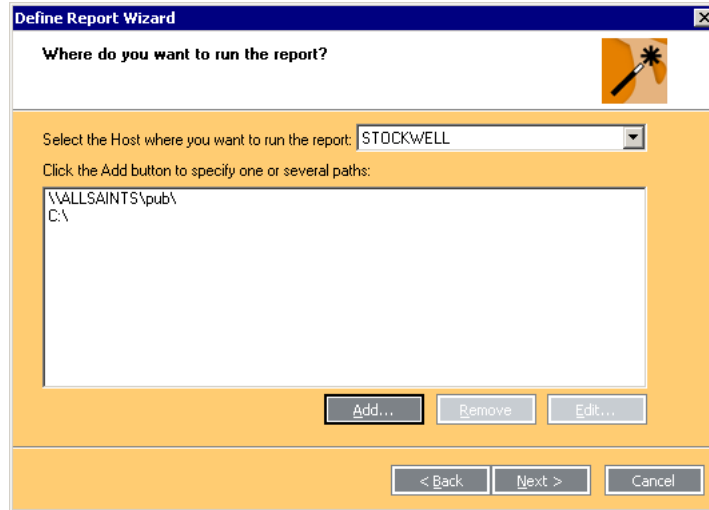 Define Report Wizard
Where do you want to run the report?
Select the Host where you want to run the report: STOCKWELL
Click the Add button to specify one or several paths:
\\ALLSAINTS\pub\
C:\
Add... Remove Edit...
< Back Next > Cancel